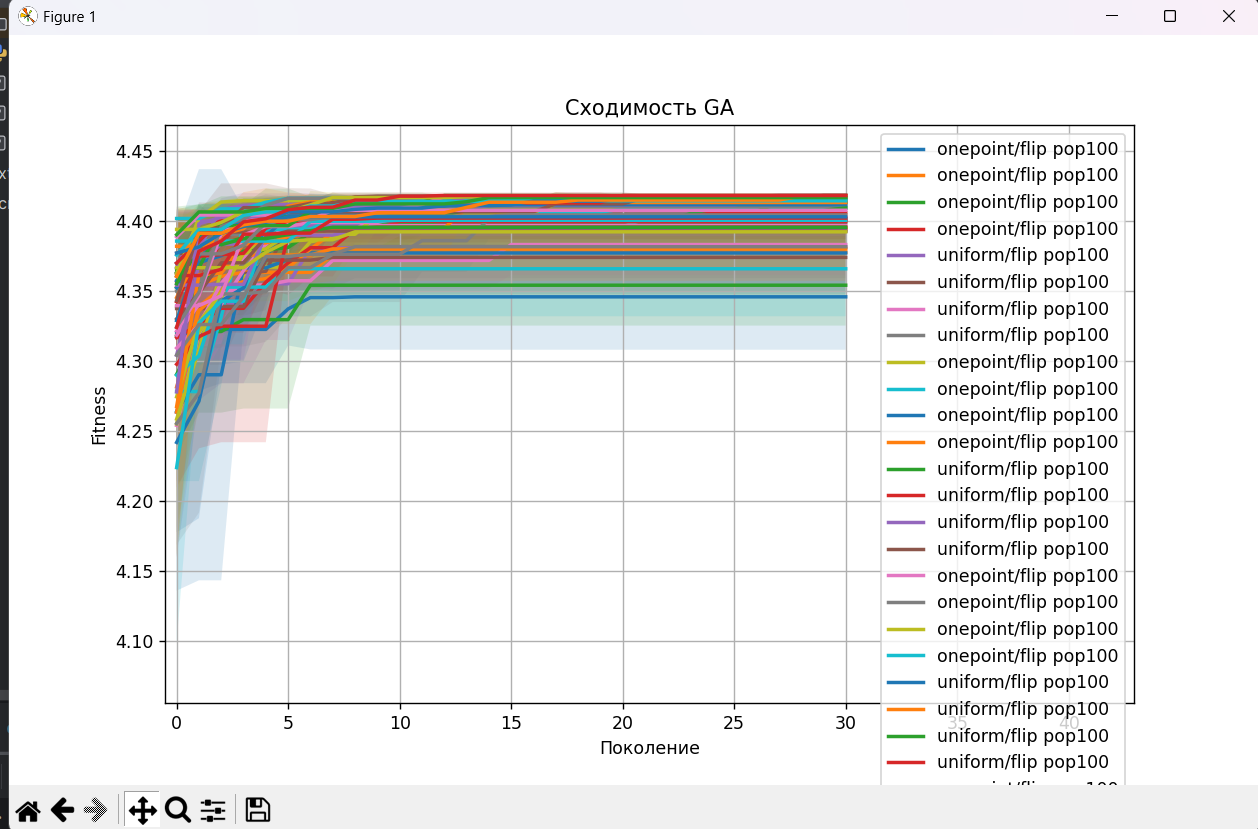 Figure 1
Сходимость GA
4.45
4.40
4.35
4.30
4.25
4.20
4.15
4.10
Fitness
0 5 10 15 20 25 30 35 40
Поколение
onepoint/flip pop100
onepoint/flip pop100
onepoint/flip pop100
onepoint/flip pop100
uniform/flip pop100
uniform/flip pop100
uniform/flip pop100
uniform/flip pop100
onepoint/flip pop100
onepoint/flip pop100
onepoint/flip pop100
onepoint/flip pop100
uniform/flip pop100
uniform/flip pop100
uniform/flip pop100
uniform/flip pop100
onepoint/flip pop100
onepoint/flip pop100
onepoint/flip pop100
onepoint/flip pop100
uniform/flip pop100
uniform/flip pop100
uniform/flip pop100
uniform/flip pop100